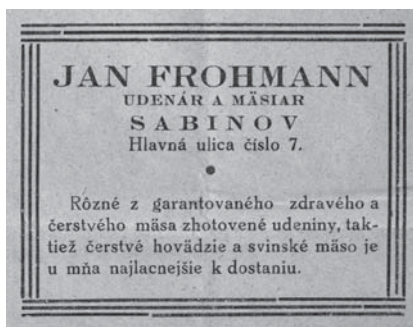 JAN FROHMANN
UDENÁR A MÄSIAR
SABINOV
Hlavná ulica číslo 7.
Rôzné z garantovaného zdravého a
čerstvého mäsa zhotovené udeniny, tak-
tiež čerstvé hovädzie a svinské mäso je
u mňa najlacnejšie k dostaniu.